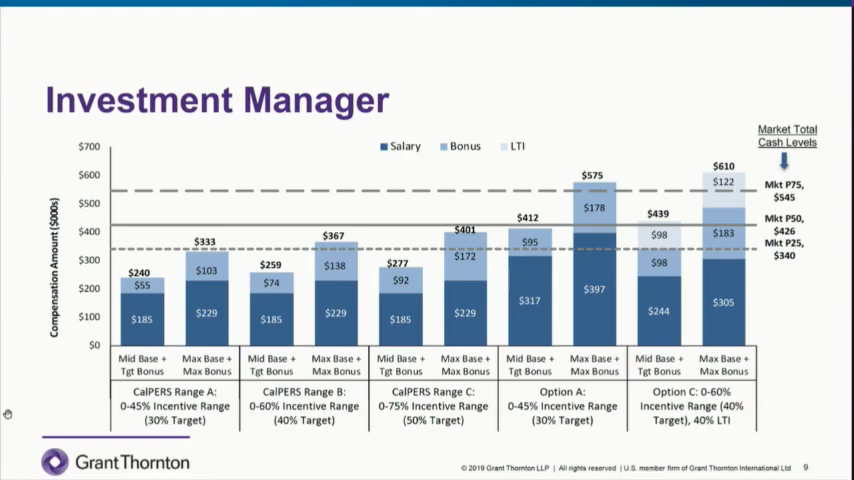 Investment Manager
Market Total
Cash Levels
Salary Bonus LTI
Compensation Amount ($000s)
$700
$600
$500
$400
$300
$200
$100
$0
$240
$55
$185
$333
$103
$229
$259
$74
$185
$367
$138
$229
$277
$92
$185
$401
$172
$229
$412
$95
$317
$575
$178
$397
$439
$98
$98
$244
$610
$122
$183
$305
Mkt P75,
$545
Mkt P50,
$426
Mkt P25,
$340
Mid Base +
Tgt Bonus
Max Base +
Max Bonus
Mid Base +
Tgt Bonus
Max Base +
Max Bonus
Mid Base +
Tgt Bonus
Max Base +
Max Bonus
Mid Base +
Tgt Bonus
Max Base +
Max Bonus
Mid Base +
Tgt Bonus
Max Base +
Max Bonus
CalPERS Range A:
0-45% Incentive Range
(30% Target)
CalPERS Range B:
0-60% Incentive Range
(40% Target)
CalPERS Range C:
0-75% Incentive Range
(50% Target)
Option A:
0-45% Incentive Range
(30% Target)
Option C: 0-60%
Incentive Range (40%
Target), 40% LTI
GrantThornton
© 2019 Grant Thornton LLP | All rights reserved | U.S. member firm of Grant Thornton International Ltd 9